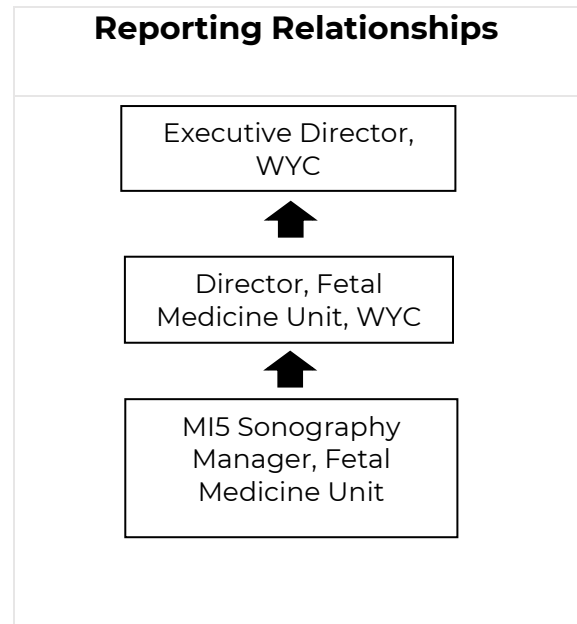 Reporting Relationships
Executive Director,
WYC
Director, Fetal
Medicine Unit, WYC
MI5 Sonography
Manager, Fetal
Medicine Unit